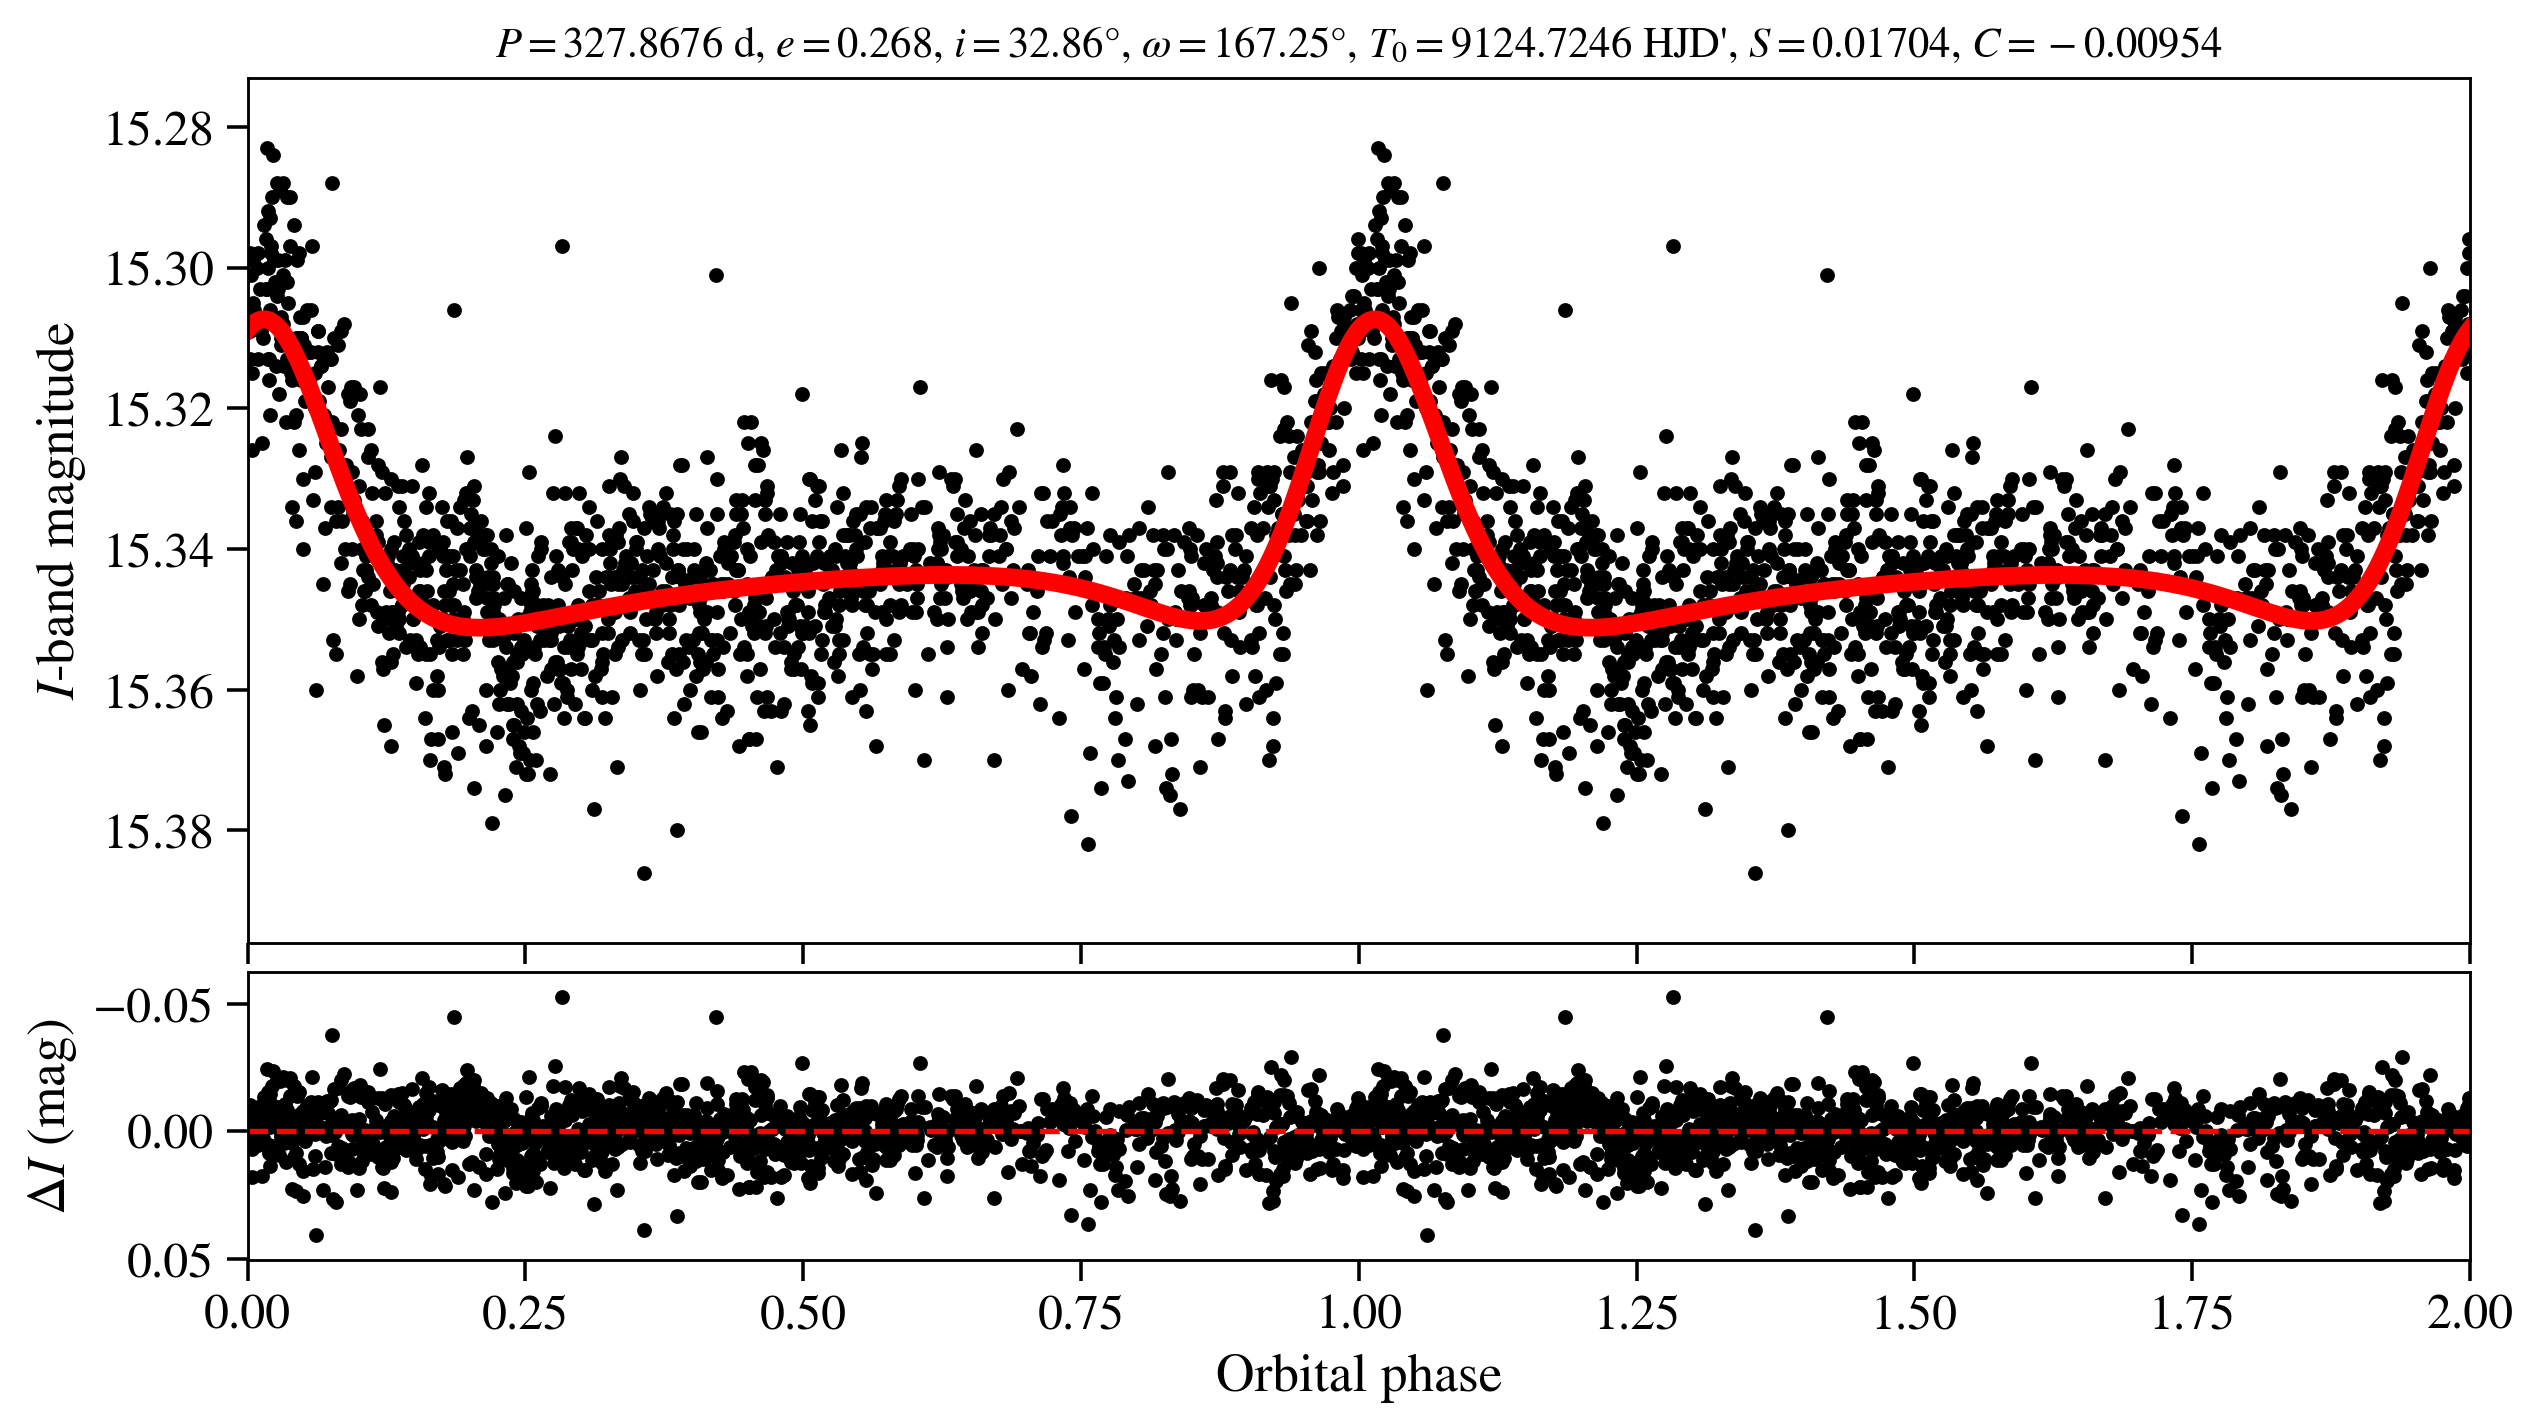 P = 327.8676 d, e = 0.268, i = 32.86°, ω = 167.25°, T₀ = 9124.7246 HJD', S = 0.01704, C = −0.00954
I-band magnitude
15.28
15.30
15.32
15.34
15.36
15.38
ΔI (mag)
−0.05
0.00
0.05
0.00 0.25 0.50 0.75 1.00 1.25 1.50 1.75 2.00
Orbital phase